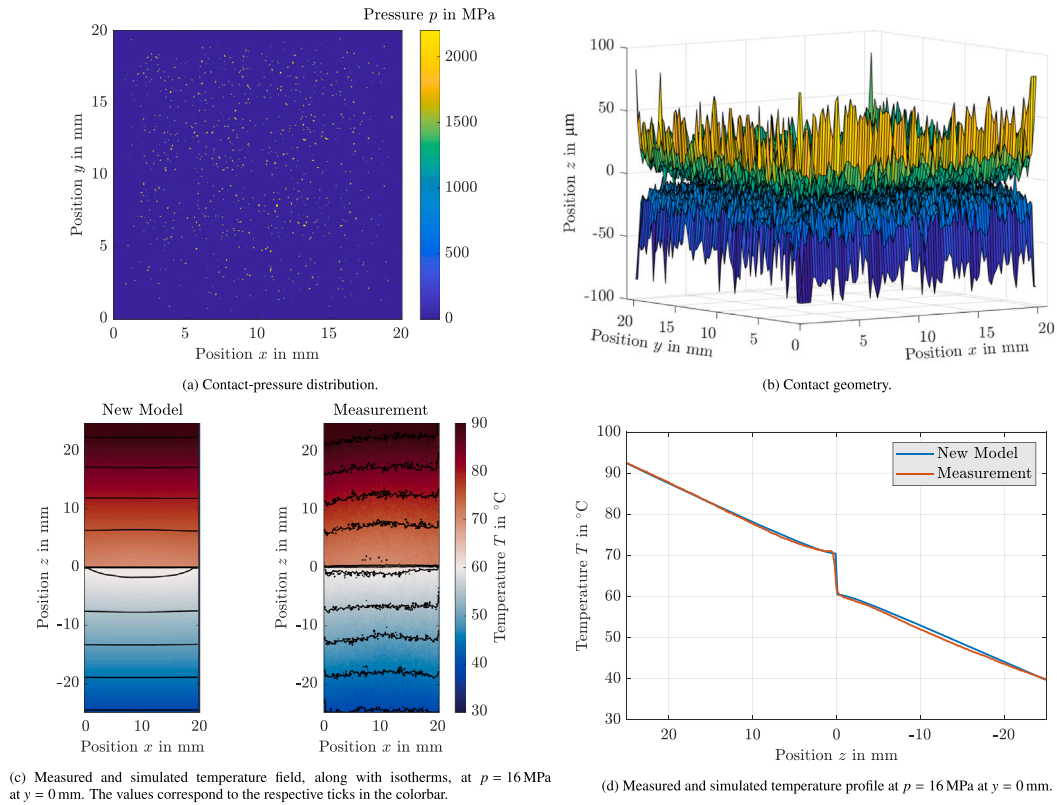 Pressure p in MPa
20
15
10
5
0
0
5
10
15
20
Position y in mm
Position x in mm
2000
1500
1000
500
0
(a) Contact-pressure distribution.
100
50
0
-50
-100
Position z in µm
20
15
10
5
0
Position y in mm
5
10
15
20
Position x in mm
(b) Contact geometry.
New Model
20
10
0
-10
-20
Position z in mm
0
10
20
Position x in mm
Measurement
20
10
0
-10
-20
Position z in mm
0
10
20
Position x in mm
90
80
70
60
50
40
30
Temperature T in °C
(c) Measured and simulated temperature field, along with isotherms, at p = 16 MPa
at y = 0 mm. The values correspond to the respective ticks in the colorbar.
100
90
80
70
60
50
40
30
Temperature T in °C
New Model
Measurement
20
10
0
-10
-20
Position z in mm
(d) Measured and simulated temperature profile at p = 16 MPa at y = 0 mm.